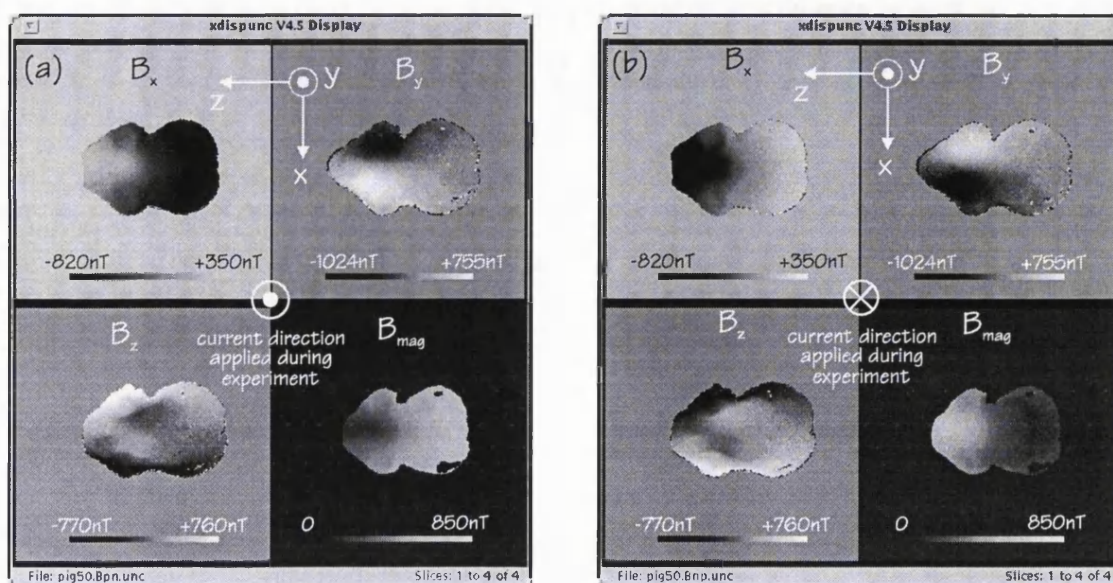 xdispunc V4.5 Display
(a)
Bx
By
z
y
x
-820nT
+350nT
-1024nT
+755nT
Bz
current direction
applied during
experiment
Bmag
-770nT
+760nT
0
850nT
File: pig50.Bpn.unc
Slices: 1 to 4 of 4
xdispunc V4.5 Display
(b)
Bx
By
z
y
x
-820nT
+350nT
-1024nT
+755nT
Bz
current direction
applied during
experiment
Bmag
-770nT
+760nT
0
850nT
File: pig50.Bnp.unc
Slices: 1 to 4 of 4